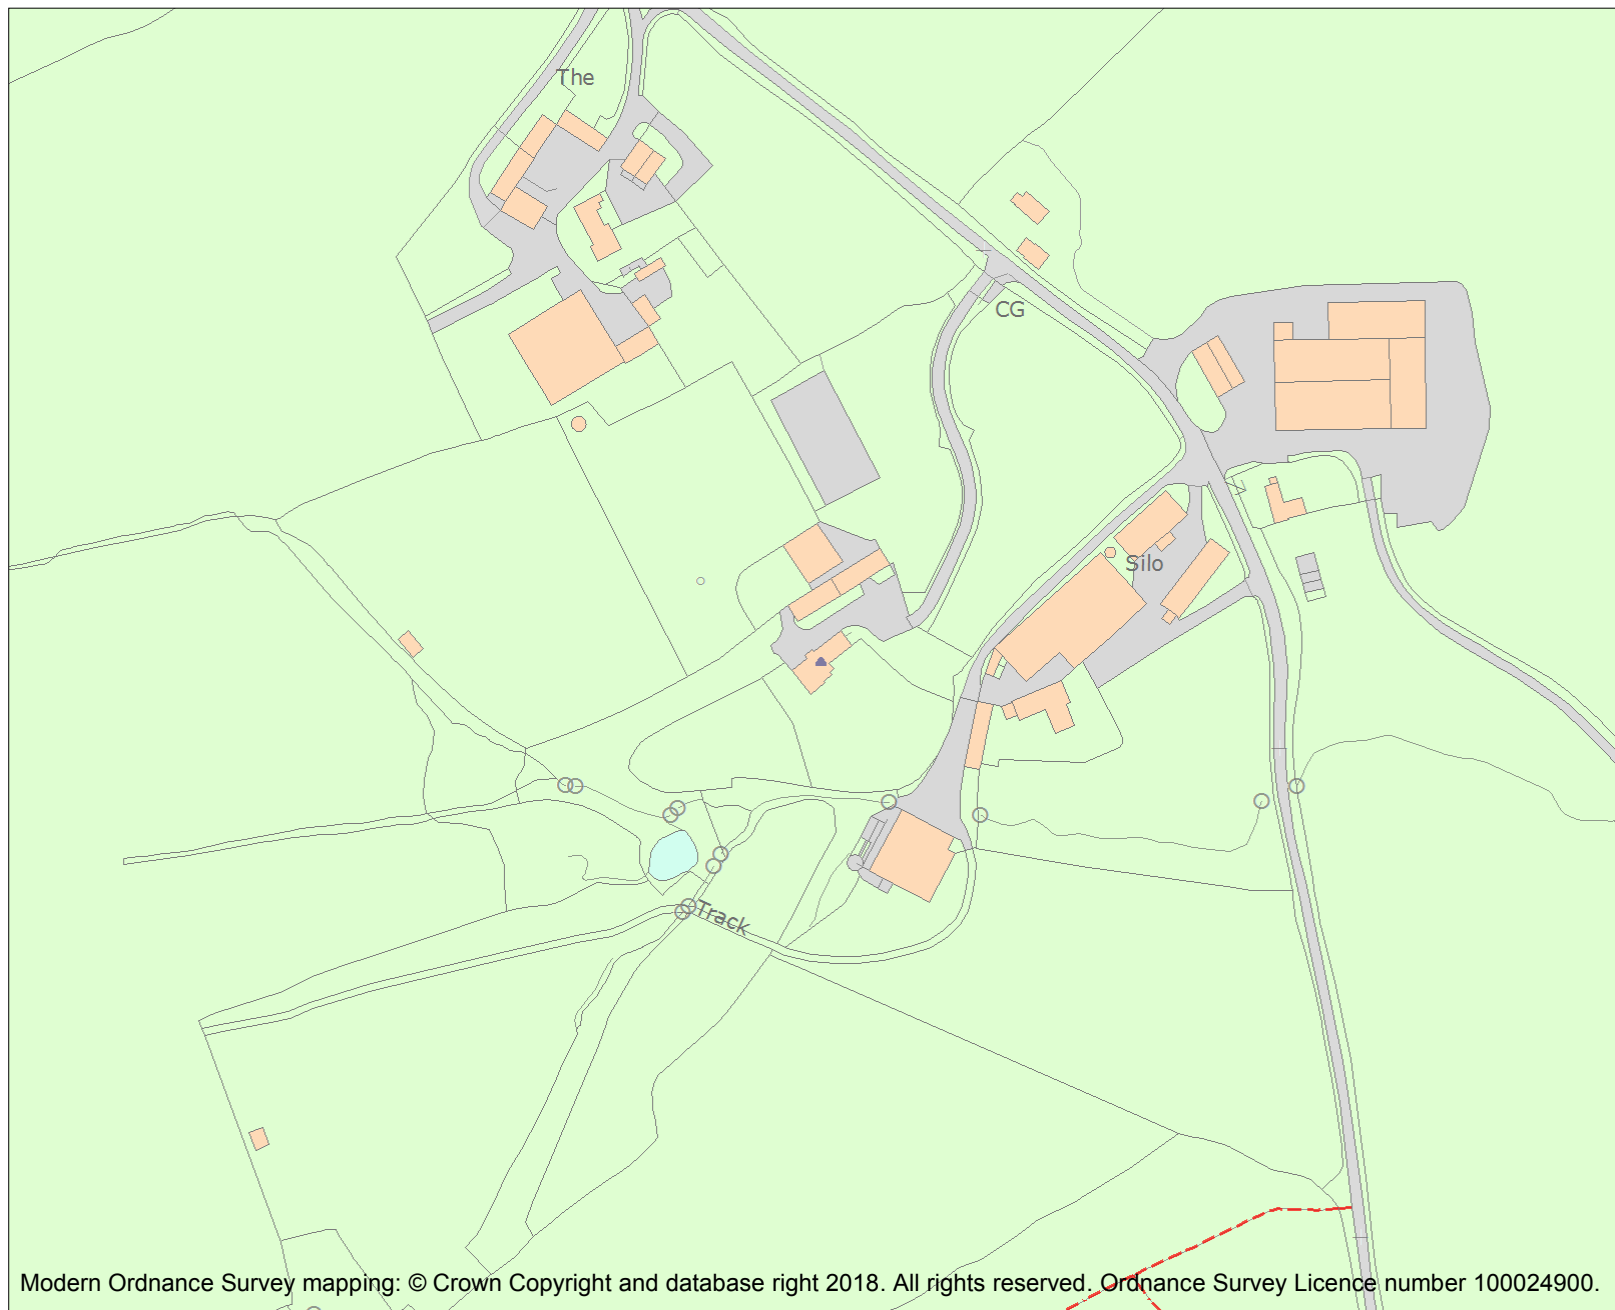 The
CG
Silo
Track
Modern Ordnance Survey mapping: © Crown Copyright and database right 2018. All rights reserved. Ordnance Survey Licence number 100024900.